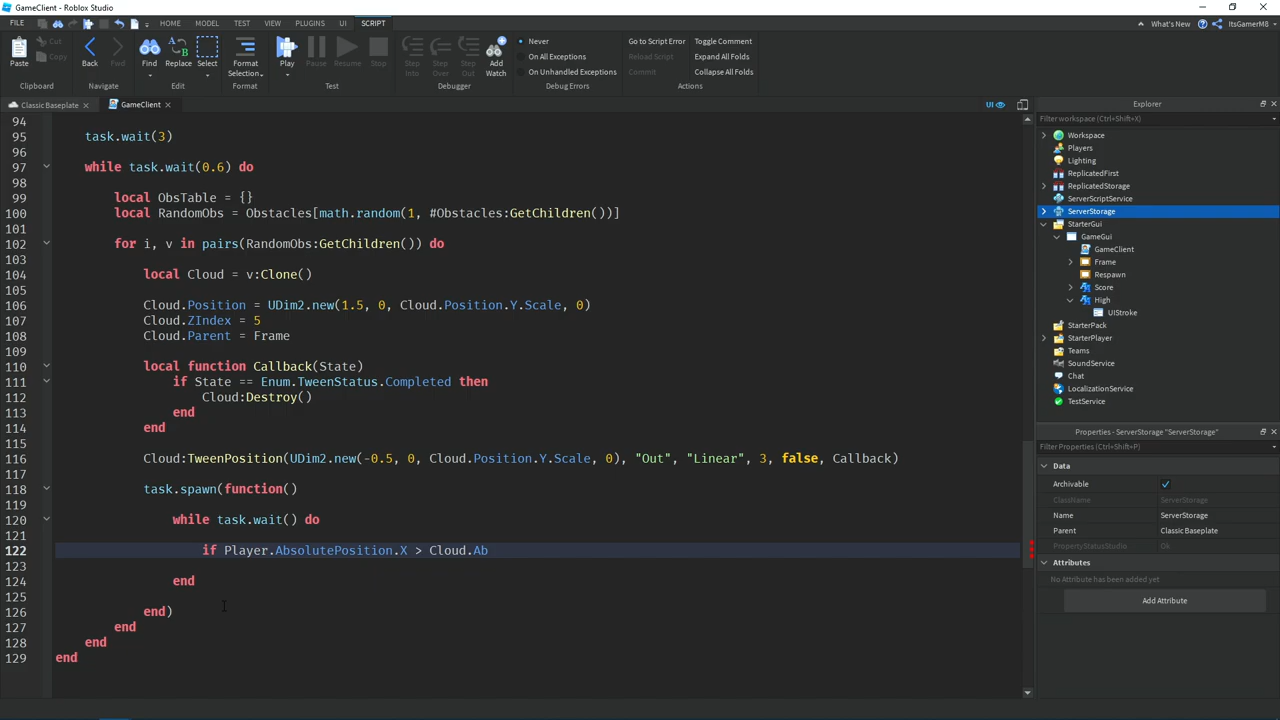 GameClient - Roblox Studio
FILE HOME MODEL TEST VIEW PLUGINS UI SCRIPT What's New ItsGamerM8
Paste Cut Copy Back Fwd Find Replace Select Format Selection... Play Pause Resume Stop Step Into Step Over Step Out Add Watch
Never
On All Exceptions
On Unhandled Exceptions
Go to Script Error
Reload Script
Commit
Toggle Comment
Expand All Folds
Collapse All Folds
Clipboard Navigate Edit Format Test Debugger Debug Errors Actions
Classic Baseplate GameClient UI
94
95 task.wait(3)
96
97 while task.wait(0.6) do
98
99 local ObsTable = {}
100 local RandomObs = Obstacles[math.random(1, #Obstacles:GetChildren())]
101
102 for i, v in pairs(RandomObs:GetChildren()) do
103
104 local Cloud = v:Clone()
105
106 Cloud.Position = UDim2.new(1.5, 0, Cloud.Position.Y.Scale, 0)
107 Cloud.ZIndex = 5
108 Cloud.Parent = Frame
109
110 local function Callback(State)
111 if State == Enum.TweenStatus.Completed then
112 Cloud:Destroy()
113 end
114 end
115
116 Cloud:TweenPosition(UDim2.new(-0.5, 0, Cloud.Position.Y.Scale, 0), "Out", "Linear", 3, false, Callback)
117
118 task.spawn(function()
119
120 while task.wait() do
121
122 if Player.AbsolutePosition.X > Cloud.Ab
123
124 end
125
126 end)
127 end
128 end
129 end
Explorer
Filter workspace (Ctrl+Shift+X)
Workspace
Players
Lighting
ReplicatedFirst
ReplicatedStorage
ServerScriptService
ServerStorage
StarterGui
GameGui
GameClient
Frame
Respawn
Score
High
UIStroke
StarterPack
StarterPlayer
Teams
SoundService
Chat
LocalizationService
TestService
Properties - ServerStorage "ServerStorage"
Filter Properties (Ctrl+Shift+P)
Data
Archivable
ClassName ServerStorage
Name ServerStorage
Parent Classic Baseplate
PropertyStatusStudio Ok
Attributes
No Attribute has been added yet
Add Attribute